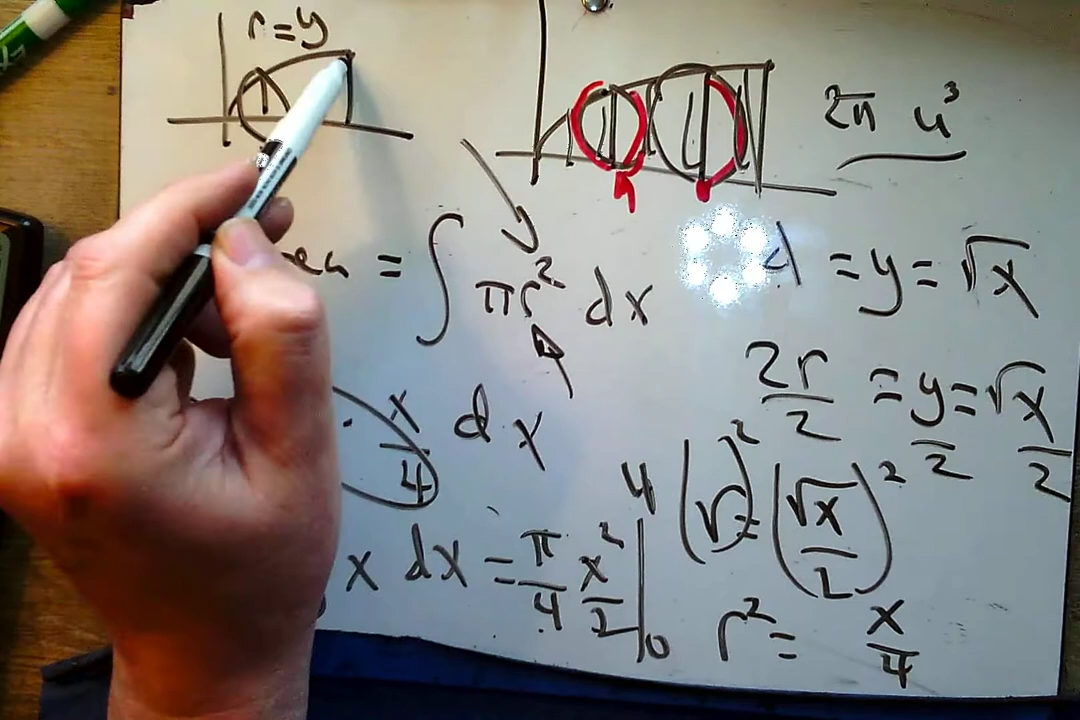 r = y
2π u³
= ∫ πr² dx
d = y = √x
2r/2 = y/2 = √x/2
x/4 dx
(r)² = (√x/2)²
x dx = π/4 x²/2 |₀⁴
r² = x/4